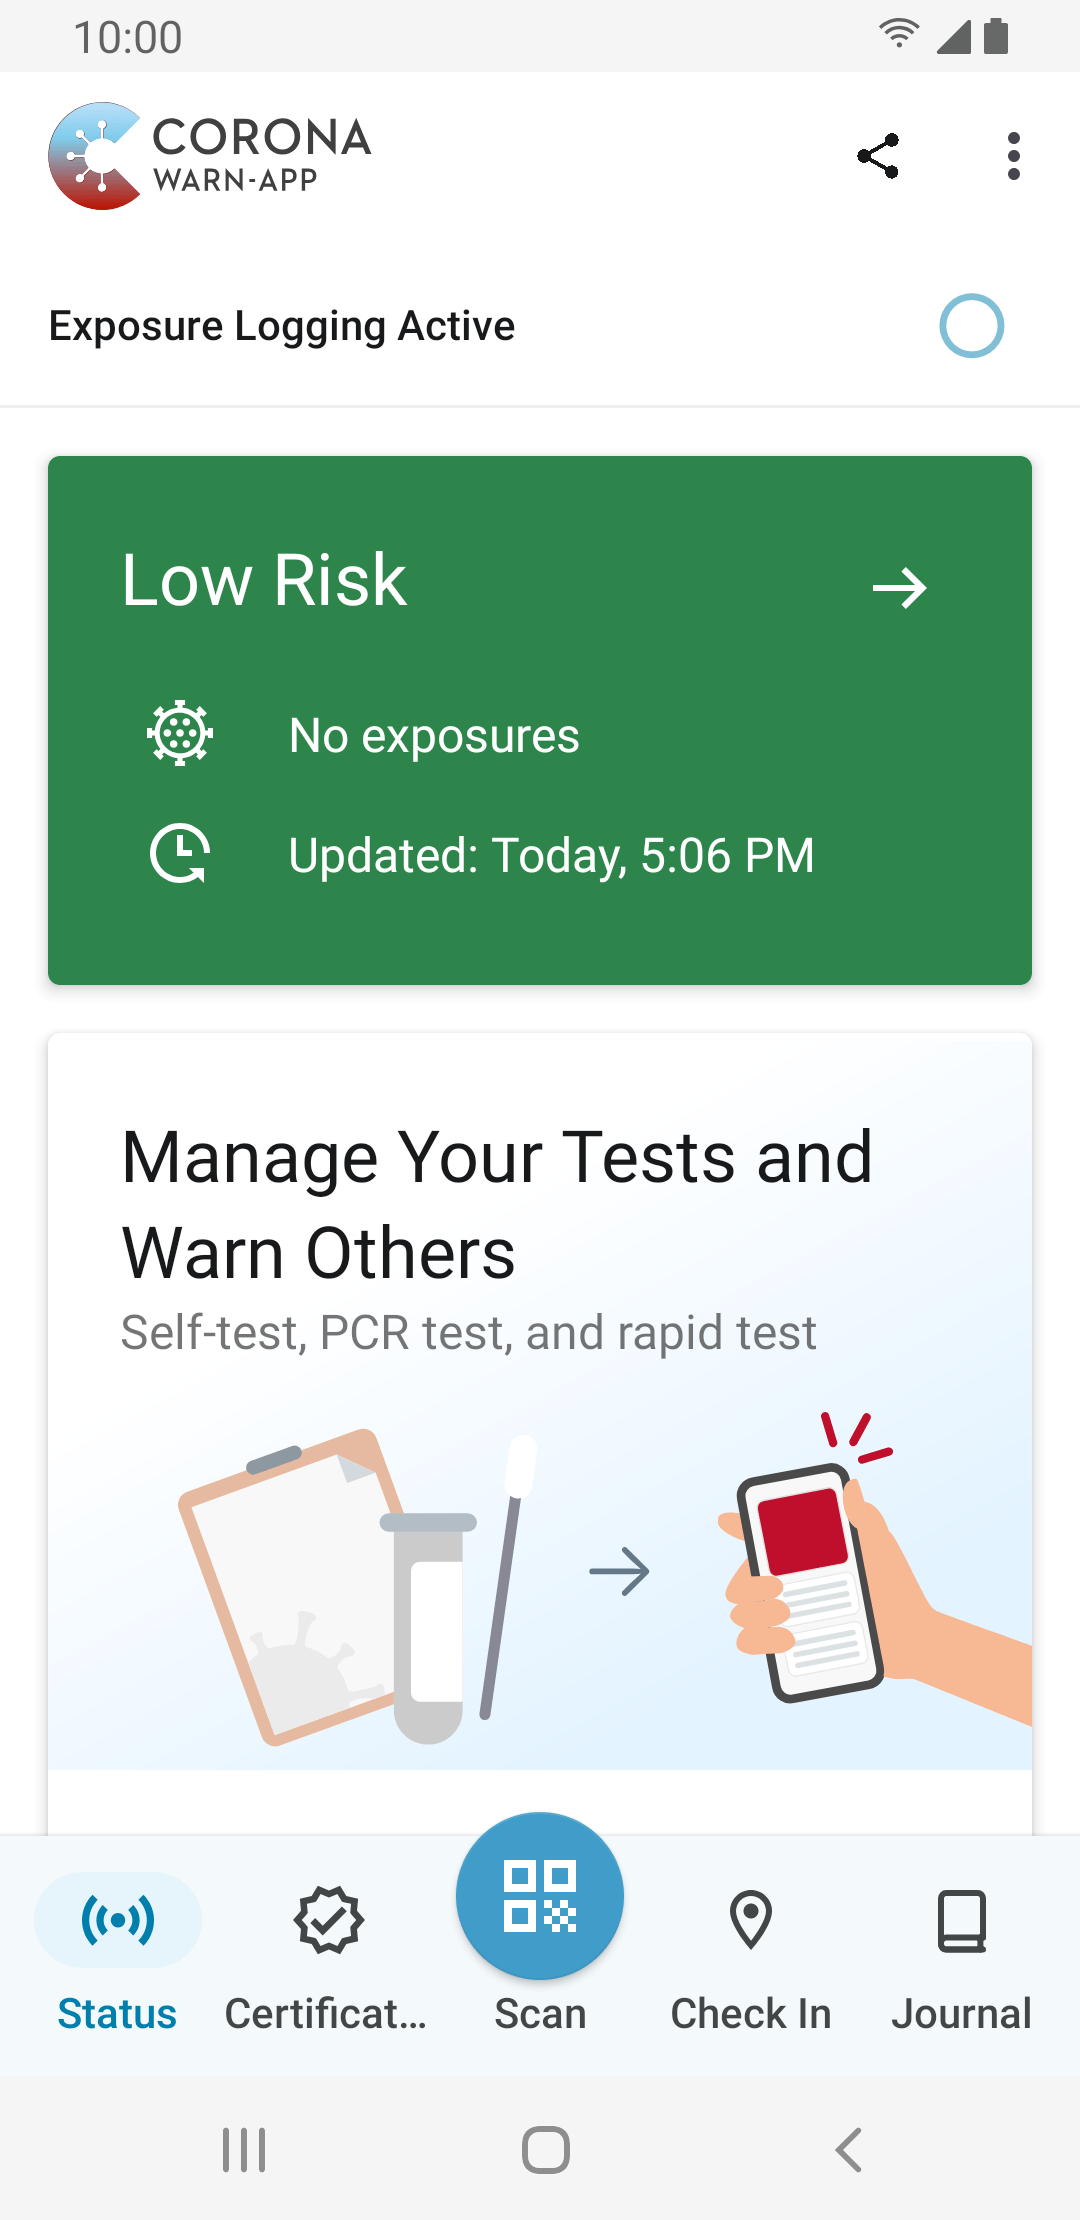 10:00
CORONA
WARN-APP
Exposure Logging Active
Low Risk
No exposures
Updated: Today, 5:06 PM
Manage Your Tests and
Warn Others
Self-test, PCR test, and rapid test
Status
Certificat...
Scan
Check In
Journal